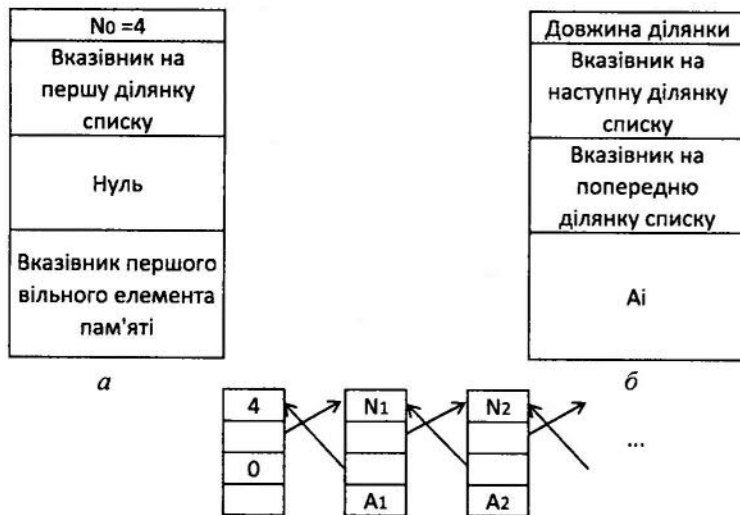 No =4
Вказівник на
першу ділянку
списку
Нуль
Вказівник першого
вільного елемента
пам'яті
а
Довжина ділянки
Вказівник на
наступну ділянку
списку
Вказівник на
попередню
ділянку списку
Ai
б
4
0
N1
A1
N2
A2
...